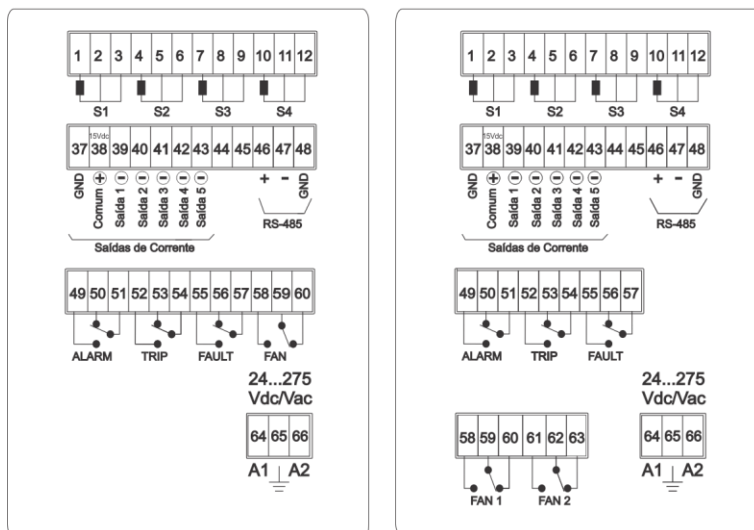 1 2 3 4 5 6 7 8 9 10 11 12
S1 S2 S3 S4
15Vdc
37 38 39 40 41 42 43 44 45 46 47 48
GND
Comum +
Saída 1 -
Saída 2 -
Saída 3 -
Saída 4 -
Saída 5 -
+ - GND
RS-485
Saídas de Corrente
49 50 51 52 53 54 55 56 57 58 59 60
ALARM TRIP FAULT FAN
24...275
Vdc/Vac
64 65 66
A1 A2
1 2 3 4 5 6 7 8 9 10 11 12
S1 S2 S3 S4
15Vdc
37 38 39 40 41 42 43 44 45 46 47 48
GND
Comum +
Saída 1 -
Saída 2 -
Saída 3 -
Saída 4 -
Saída 5 -
+ - GND
RS-485
Saídas de Corrente
49 50 51 52 53 54 55 56 57
ALARM TRIP FAULT
24...275
Vdc/Vac
58 59 60 61 62 63
FAN 1 FAN 2
64 65 66
A1 A2